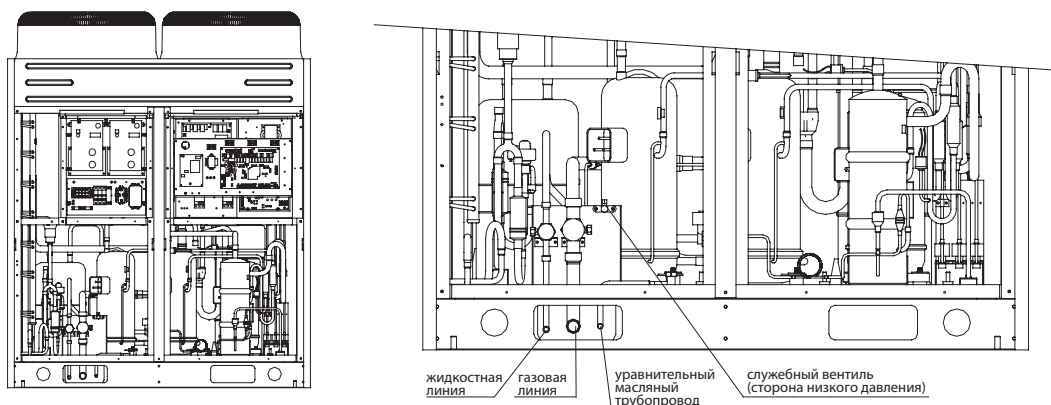 жидкостная
линия
газовая
линия
уравнительный
масляный
трубопровод
служебный вентиль
(сторона низкого давления)